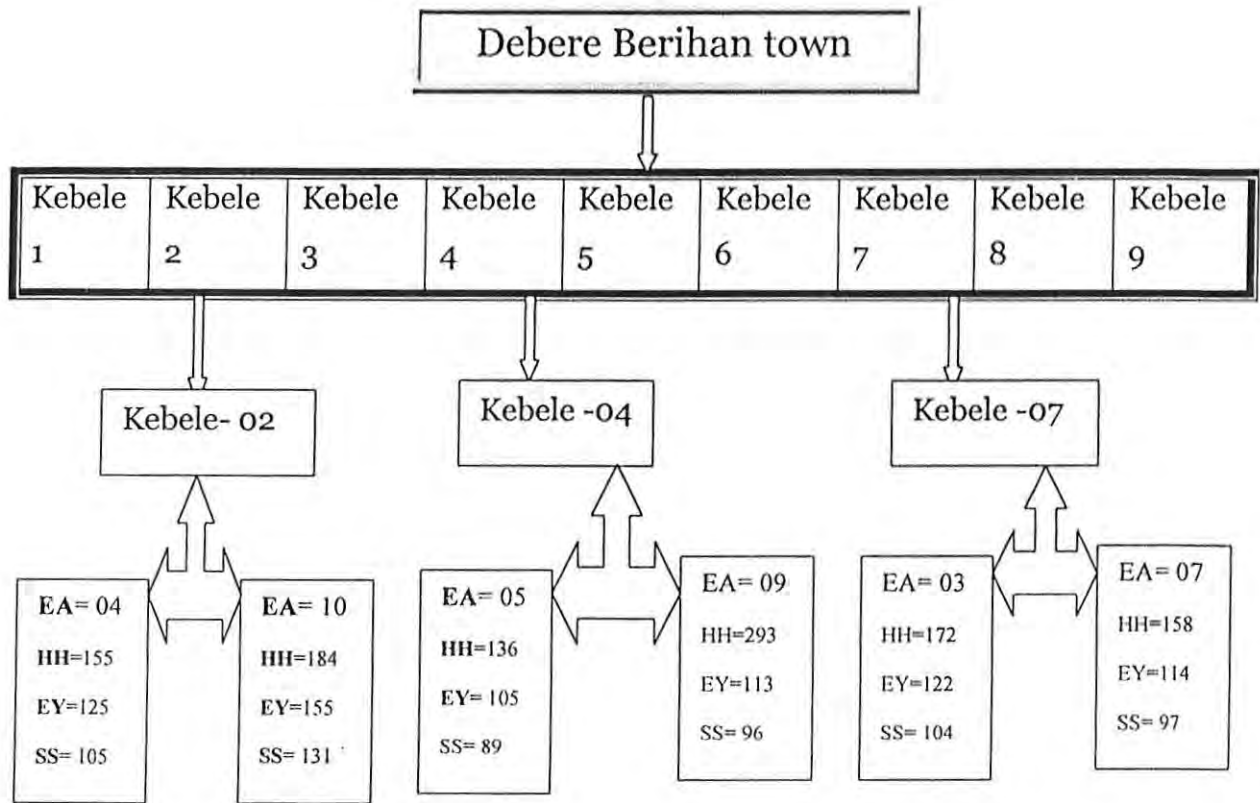 Debere Berihan town
Kebele 1
Kebele 2
Kebele 3
Kebele 4
Kebele 5
Kebele 6
Kebele 7
Kebele 8
Kebele 9
Kebele- 02
Kebele -04
Kebele -07
EA= 04
HH=155
EY=125
SS= 105
EA= 10
HH=184
EY=155
SS= 131
EA= 05
HH=136
EY= 105
SS= 89
EA= 09
HH=293
EY=113
SS= 96
EA= 03
HH=172
EY=122
SS= 104
EA= 07
HH=158
EY=114
SS= 97